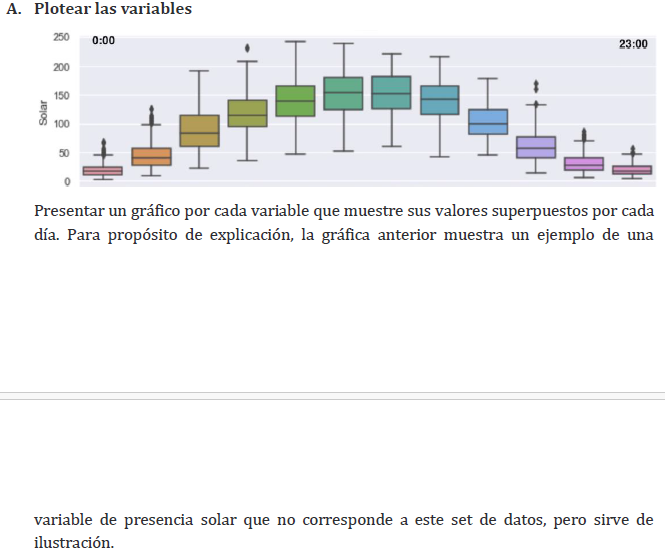 A. Plotear las variables
250
0:00
23:00
200
150
100
50
0
Solar
Presentar un gráfico por cada variable que muestre sus valores superpuestos por cada
día. Para propósito de explicación, la gráfica anterior muestra un ejemplo de una
variable de presencia solar que no corresponde a este set de datos, pero sirve de
ilustración.